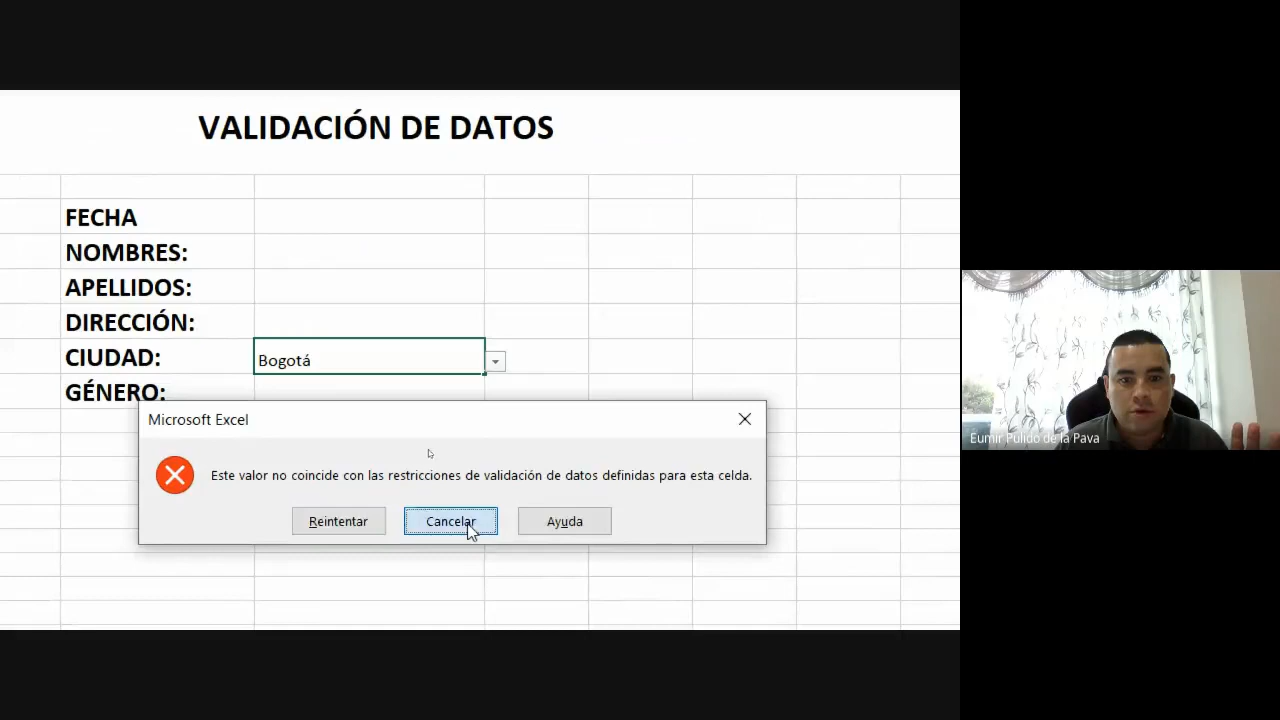 VALIDACIÓN DE DATOS
FECHA
NOMBRES:
APELLIDOS:
DIRECCIÓN:
CIUDAD:
Bogotá
GÉNERO:
Microsoft Excel
Este valor no coincide con las restricciones de validación de datos definidas para esta celda.
Reintentar
Cancelar
Ayuda
Eumir Pulido de la Pava